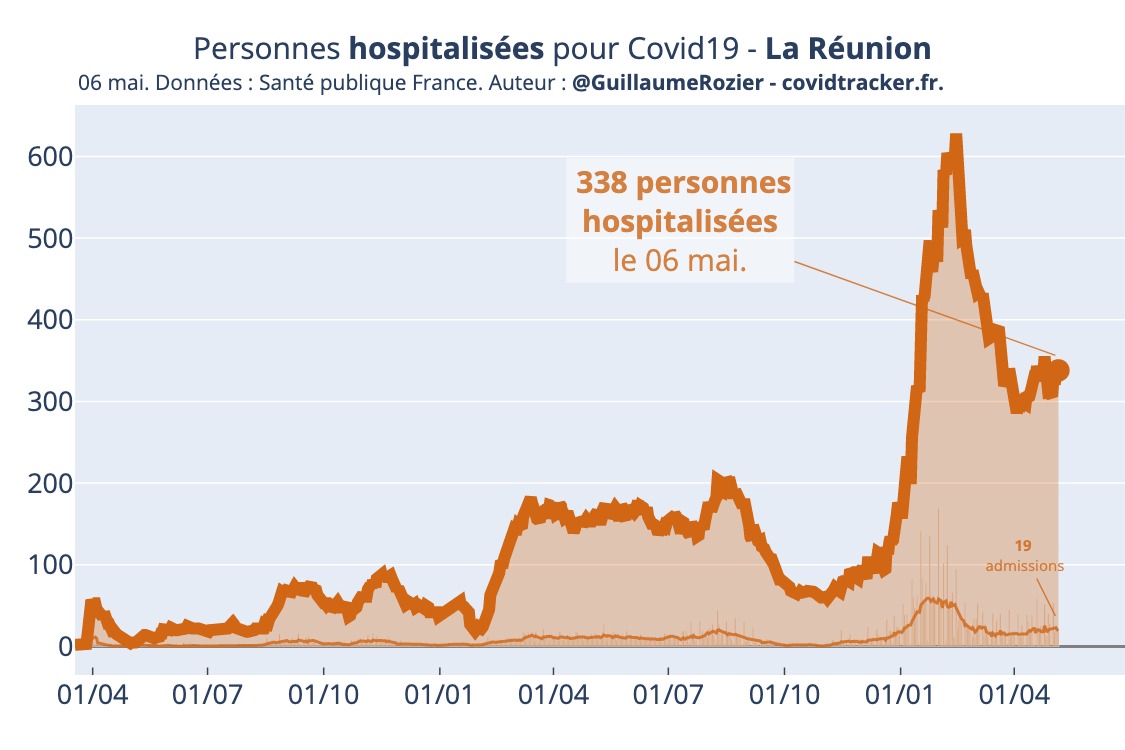 Personnes hospitalisées pour Covid19 - La Réunion
06 mai. Données : Santé publique France. Auteur : @GuillaumeRozier - covidtracker.fr.
600
500
400
300
200
100
0
338 personnes
hospitalisées
le 06 mai.
19
admissions
01/04 01/07 01/10 01/01 01/04 01/07 01/10 01/01 01/04